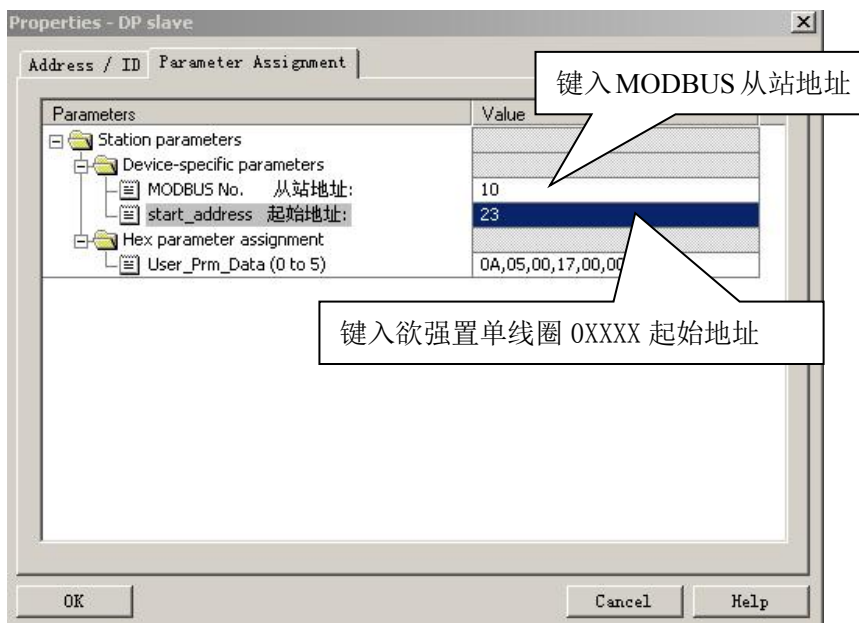 Properties - DP slave
Address / ID Parameter Assignment
键入MODBUS 从站地址
Parameters Value
Station parameters
Device-specific parameters
MODBUS No. 从站地址: 10
start_address 起始地址: 23
Hex parameter assignment
User_Prm_Data (0 to 5) 0A,05,00,17,00,00
键入欲强置单线圈 0XXXX 起始地址
OK Cancel Help